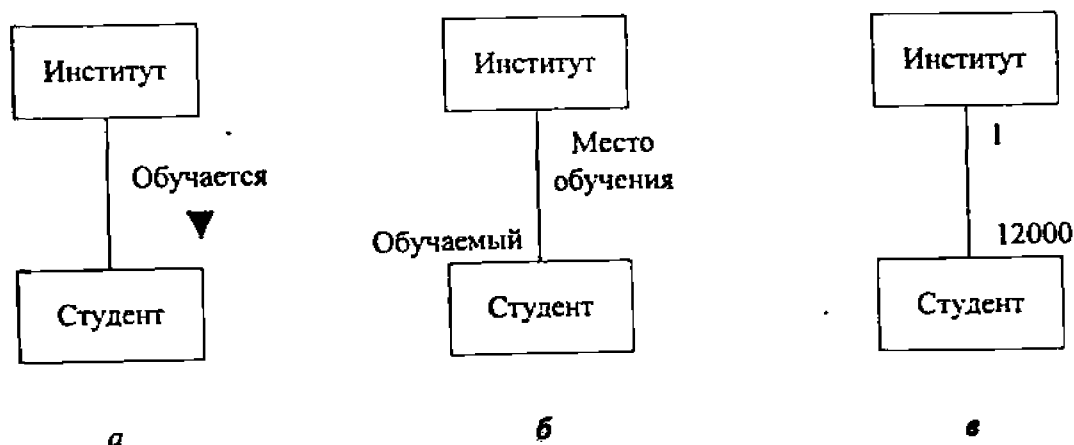 Институт
Обучается
Студент
а
Институт
Место
обучения
Обучаемый
Студент
б
Институт
1
12000
Студент
в